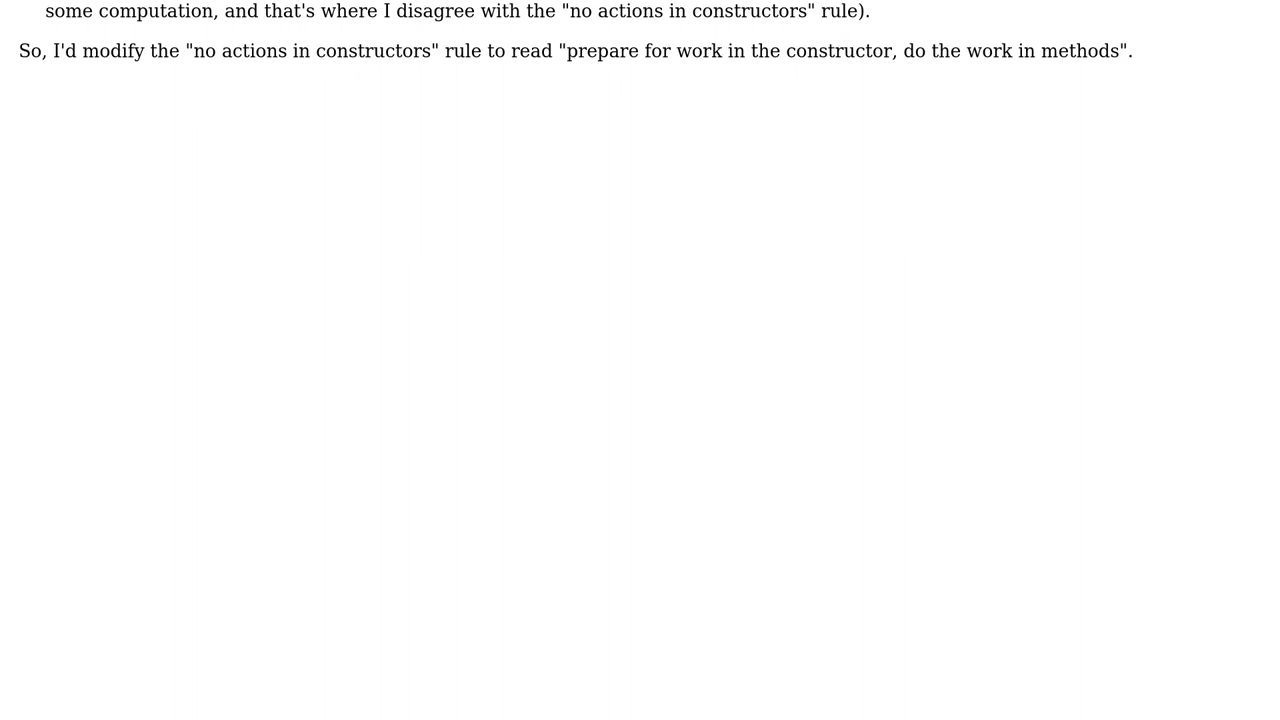 some computation, and that's where I disagree with the "no actions in constructors" rule).
So, I'd modify the "no actions in constructors" rule to read "prepare for work in the constructor, do the work in methods".